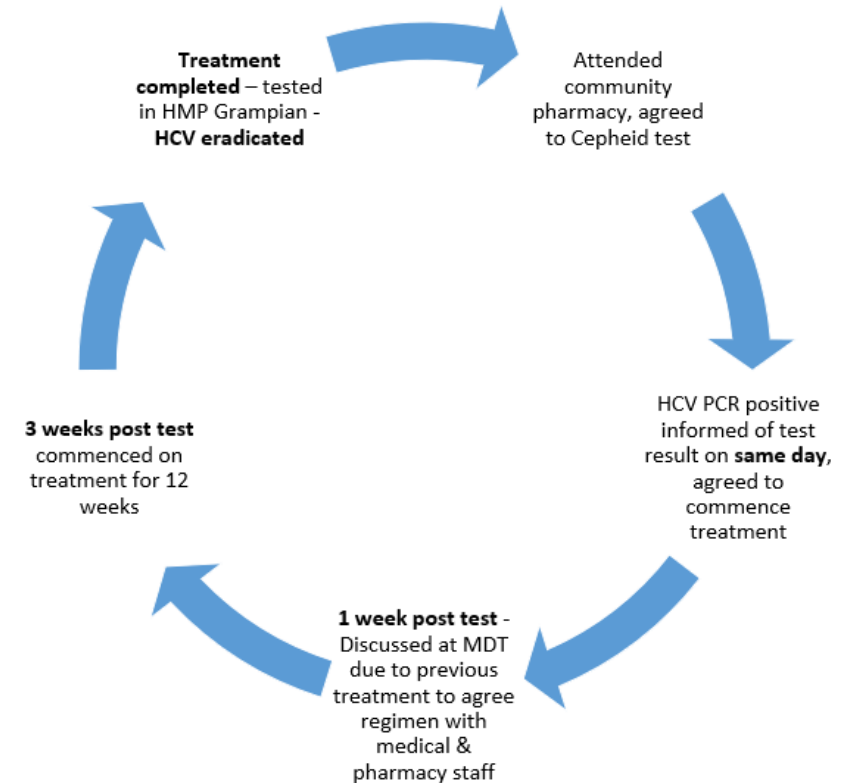 Treatment
completed – tested
in HMP Grampian -
HCV eradicated
Attended
community
pharmacy, agreed
to Cepheid test
HCV PCR positive
informed of test
result on same day,
agreed to
commence
treatment
1 week post test -
Discussed at MDT
due to previous
treatment to agree
regimen with
medical &
pharmacy staff
3 weeks post test
commenced on
treatment for 12
weeks